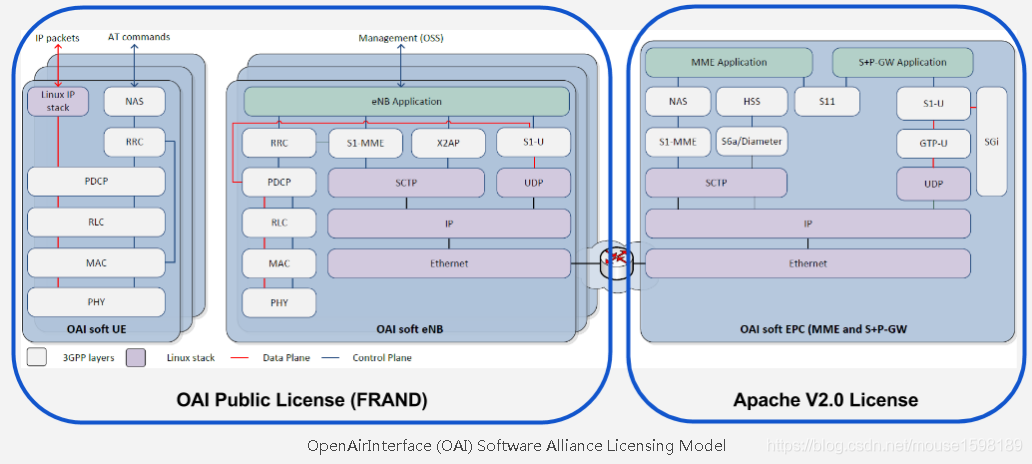 IP packets
AT commands
Linux IP
stack
NAS
RRC
PDCP
RLC
MAC
PHY
OAI soft UE
Management (OSS)
eNB Application
RRC
S1-MME
X2AP
S1-U
PDCP
SCTP
UDP
RLC
IP
MAC
Ethernet
PHY
OAI soft eNB
MME Application
S+P-GW Application
NAS
HSS
S11
S1-U
SGi
S1-MME
S6a/Diameter
GTP-U
SCTP
UDP
IP
Ethernet
OAI soft EPC (MME and S+P-GW
3GPP layers
Linux stack
Data Plane
Control Plane
OAI Public License (FRAND)
Apache V2.0 License
OpenAirInterface (OAI) Software Alliance Licensing Model
https://blog.csdn.net/mouse1598189